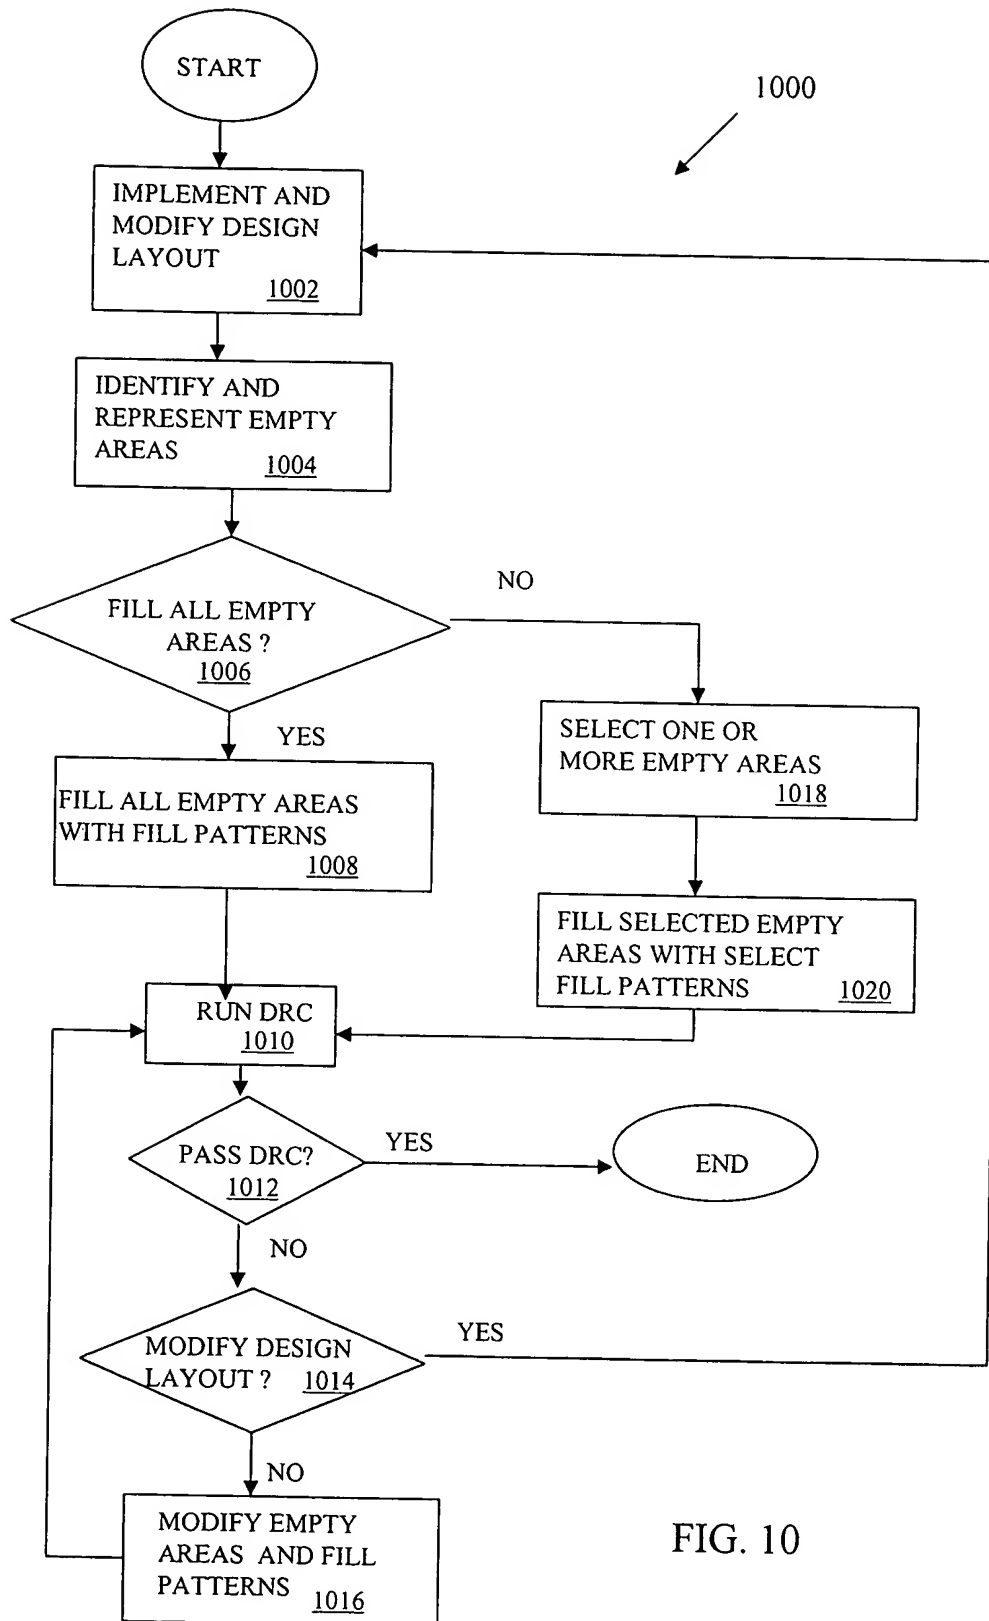 START
1000
IMPLEMENT AND
MODIFY DESIGN
LAYOUT
1002
IDENTIFY AND
REPRESENT EMPTY
AREAS
1004
FILL ALL EMPTY
AREAS ?
1006
NO
YES
SELECT ONE OR
MORE EMPTY AREAS
1018
FILL ALL EMPTY AREAS
WITH FILL PATTERNS
1008
FILL SELECTED EMPTY
AREAS WITH SELECT
FILL PATTERNS 1020
RUN DRC
1010
PASS DRC?
1012
YES
END
NO
MODIFY DESIGN
LAYOUT ? 1014
YES
NO
MODIFY EMPTY
AREAS AND FILL
PATTERNS 1016
FIG. 10